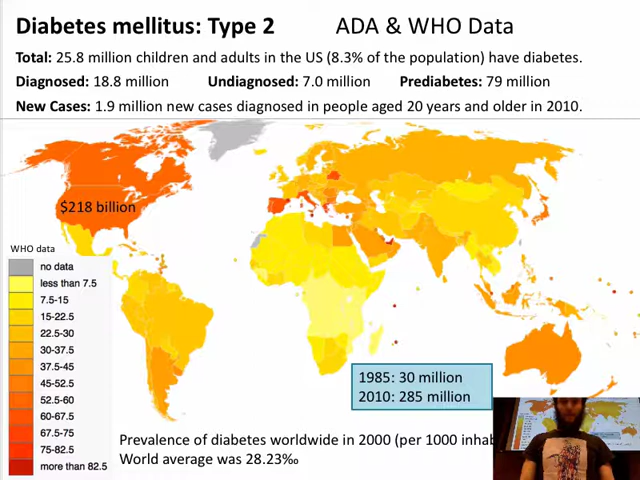 Diabetes mellitus: Type 2 ADA & WHO Data
Total: 25.8 million children and adults in the US (8.3% of the population) have diabetes.
Diagnosed: 18.8 million Undiagnosed: 7.0 million Prediabetes: 79 million
New Cases: 1.9 million new cases diagnosed in people aged 20 years and older in 2010.
$218 billion
WHO data
no data
less than 7.5
7.5-15
15-22.5
22.5-30
30-37.5
37.5-45
45-52.5
52.5-60
60-67.5
67.5-75
75-82.5
more than 82.5
1985: 30 million
2010: 285 million
Prevalence of diabetes worldwide in 2000 (per 1000 inhab
World average was 28.23‰